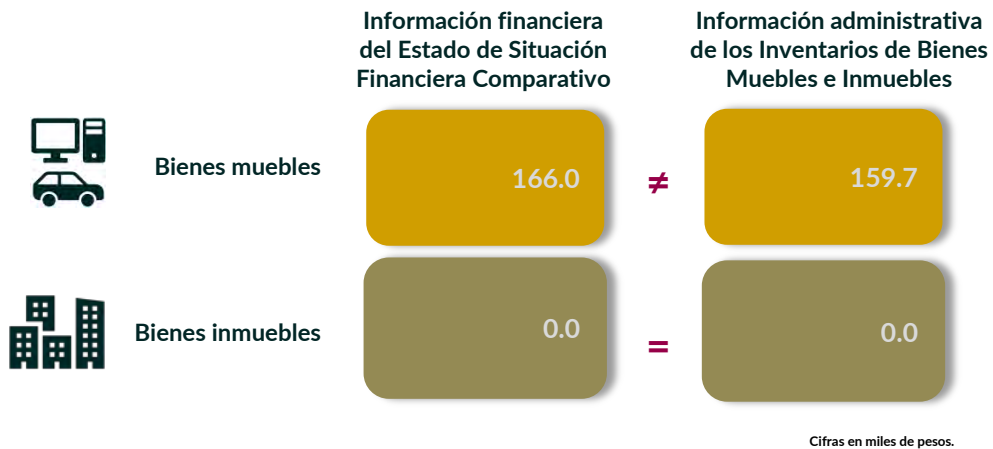 Información financiera
del Estado de Situación
Financiera Comparativo
Información administrativa
de los Inventarios de Bienes
Muebles e Inmuebles
Bienes muebles
166.0
≠
159.7
Bienes inmuebles
0.0
=
0.0
Cifras en miles de pesos.